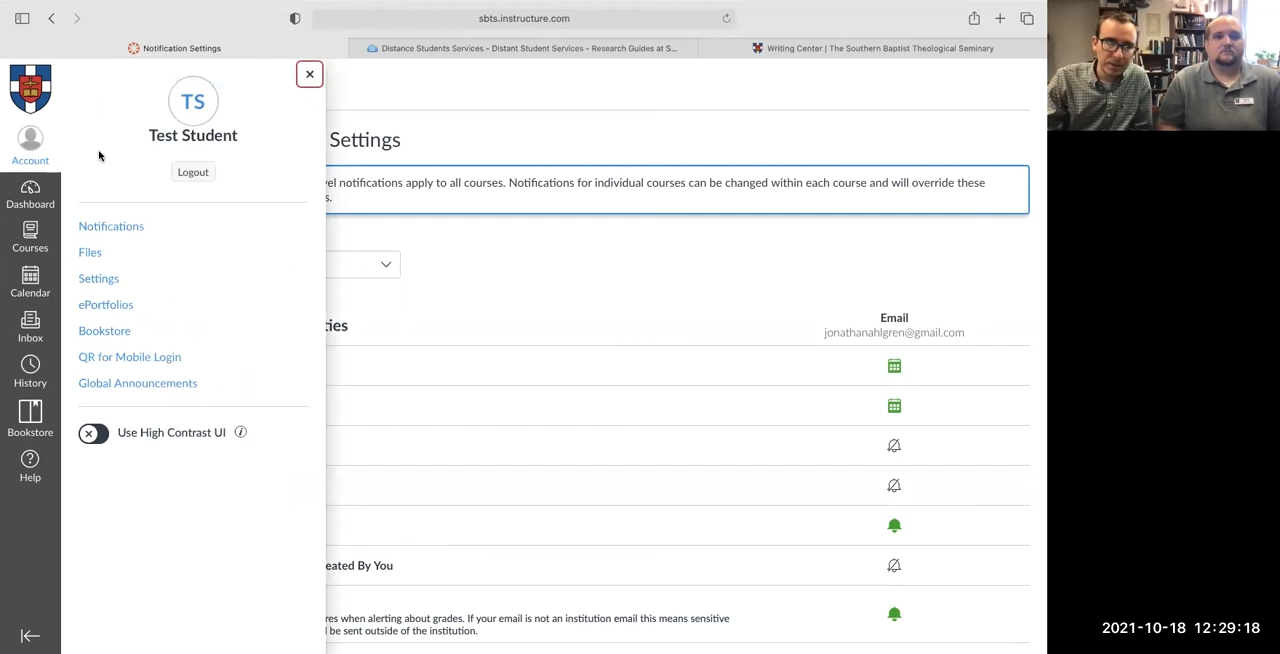 sbts.instructure.com
Notification Settings
Distance Students Services - Distant Student Services - Research Guides at S...
Writing Center | The Southern Baptist Theological Seminary
Account
Dashboard
Courses
Calendar
Inbox
History
Bookstore
Help
TS
Test Student
Logout
Notifications
Files
Settings
ePortfolios
Bookstore
QR for Mobile Login
Global Announcements
Use High Contrast UI
Settings
vel notifications apply to all courses. Notifications for individual courses can be changed within each course and will override these
s.
ties
Email
jonathanahlgren@gmail.com
eated By You
res when alerting about grades. If your email is not an institution email this means sensitive
l be sent outside of the institution.
2021-10-18 12:29:18